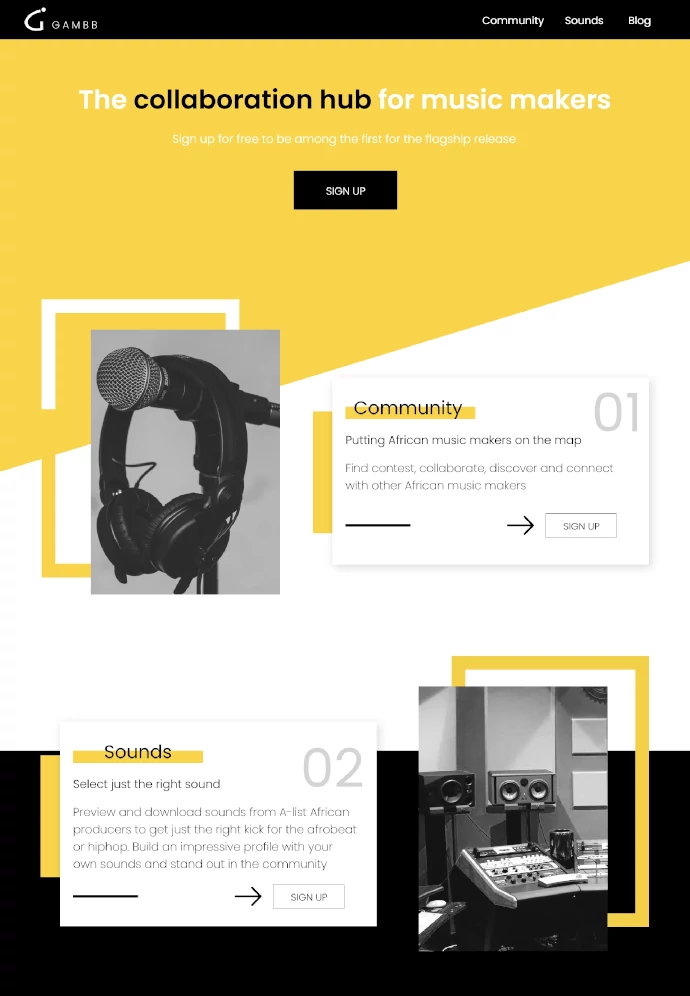 GAMBB
Community Sounds Blog
The collaboration hub for music makers
Sign up for free to be among the first for the flagship release
SIGN UP
01
Community
Putting African music makers on the map
Find contest, collaborate, discover and connect
with other African music makers
SIGN UP
02
Sounds
Select just the right sound
Preview and download sounds from A-list African
producers to get just the right kick for the afrobeat
or hiphop. Build an impressive profile with your
own sounds and stand out in the community
SIGN UP